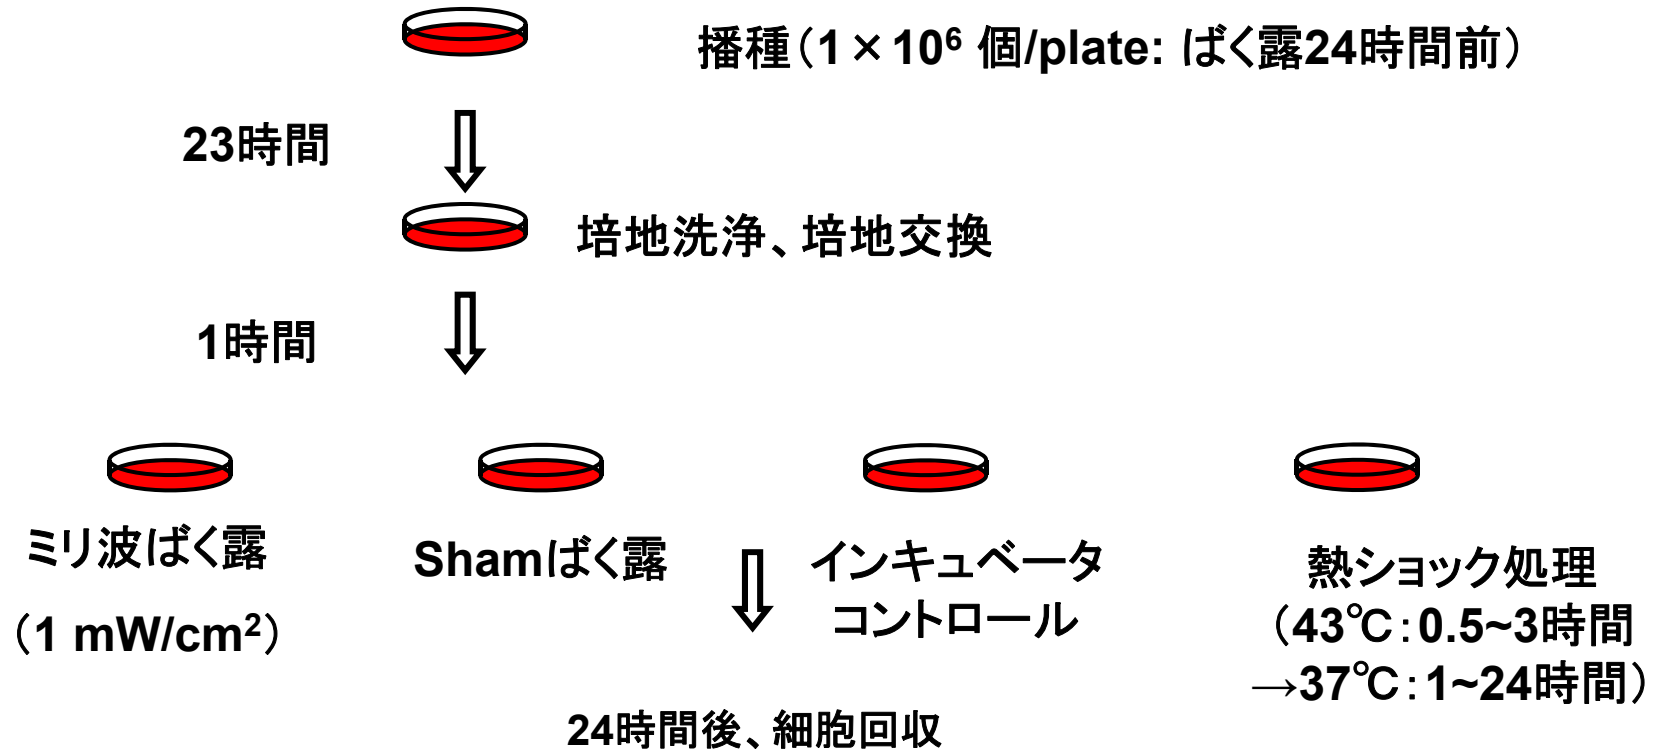 播種（1×10⁶ 個/plate: ばく露24時間前）
23時間
培地洗浄、培地交換
1時間
ミリ波ばく露
（1 mW/cm²）
Shamばく露
インキュベータ
コントロール
熱ショック処理
（43℃：0.5~3時間
→37℃：1~24時間）
24時間後、細胞回収